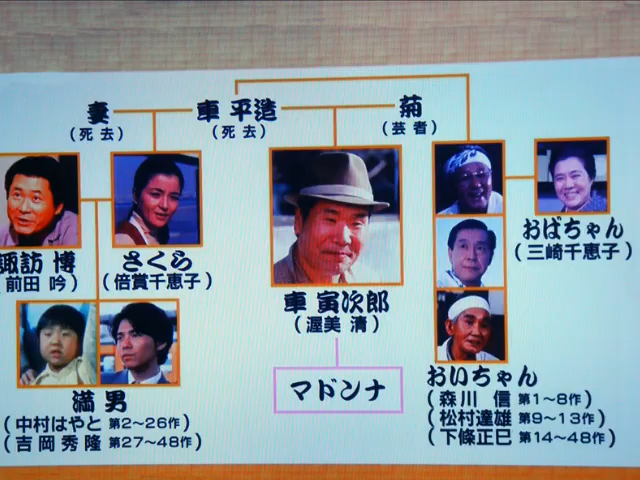 妻
(死去)
車 平造
(死去)
菊
(芸者)
諏訪 博
(前田 吟)
さくら
(倍賞千恵子)
車 寅次郎
(渥美 清)
おばちゃん
(三崎千恵子)
満男
(中村はやと 第2〜26作)
(吉岡秀隆 第27〜48作)
マドンナ
おいちゃん
(森川 信 第1〜8作)
(松村達雄 第9〜13作)
(下條正巳 第14〜48作)